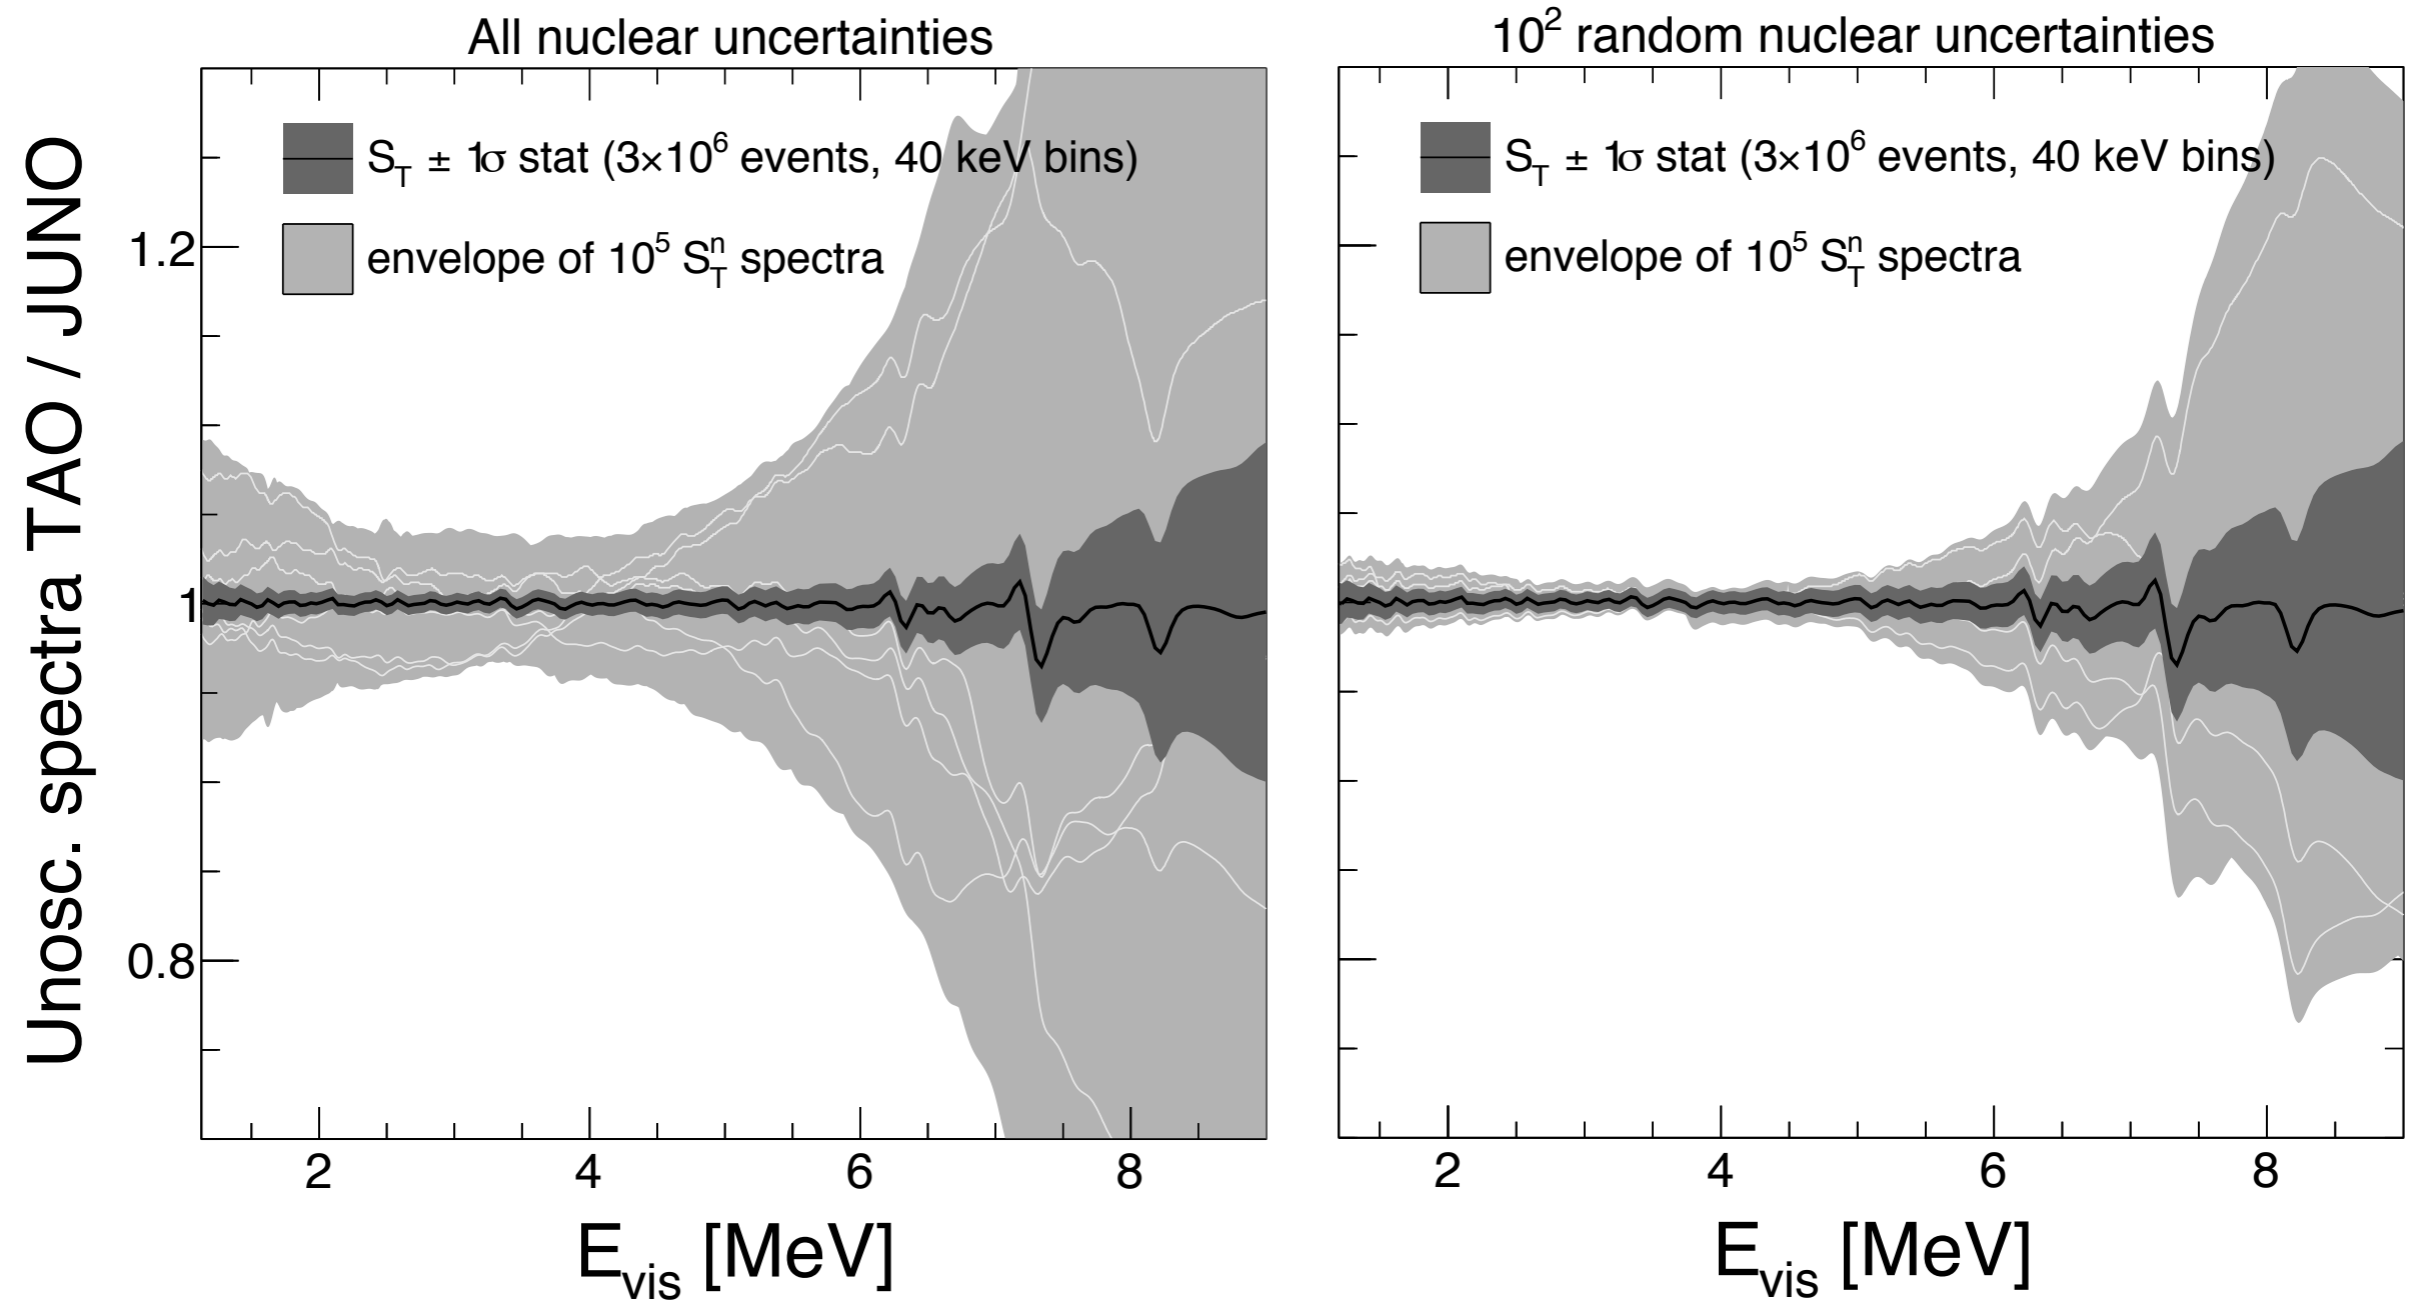 All nuclear uncertainties
10² random nuclear uncertainties
Unosc. spectra TAO / JUNO
S_T ± 1σ stat (3×10⁶ events, 40 keV bins)
envelope of 10⁵ S_T^n spectra
1.2
1
0.8
2 4 6 8
E_vis [MeV]
S_T ± 1σ stat (3×10⁶ events, 40 keV bins)
envelope of 10⁵ S_T^n spectra
2 4 6 8
E_vis [MeV]